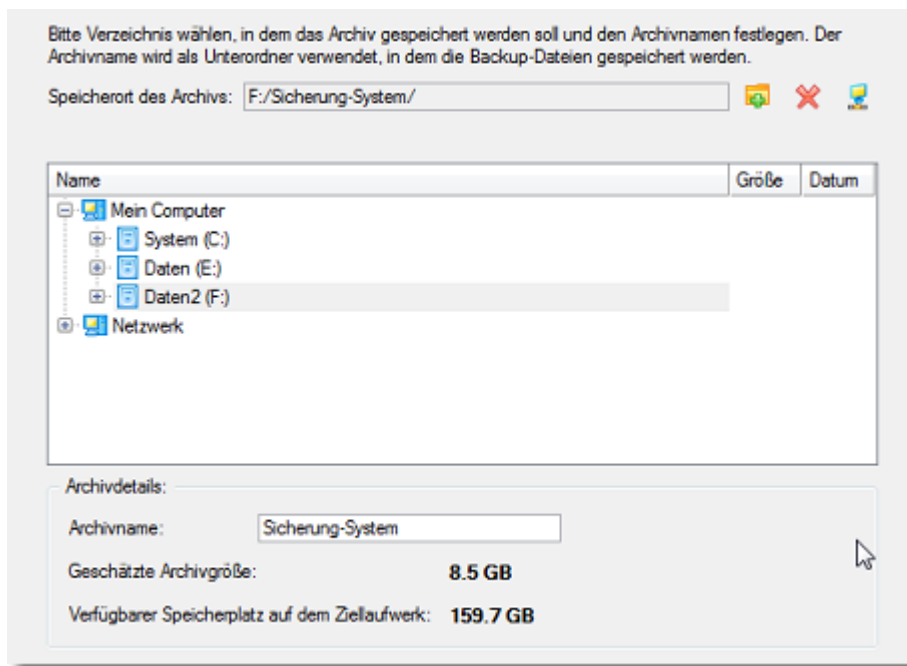 Bitte Verzeichnis wählen, in dem das Archiv gespeichert werden soll und den Archivnamen festlegen. Der
Archivname wird als Unterordner verwendet, in dem die Backup-Dateien gespeichert werden.
Speicherort des Archivs: F:/Sicherung-System/
Name Größe Datum
Mein Computer
System (C:)
Daten (E:)
Daten2 (F:)
Netzwerk
Archivdetails:
Archivname: Sicherung-System
Geschätzte Archivgröße: 8.5 GB
Verfügbarer Speicherplatz auf dem Ziellaufwerk: 159.7 GB